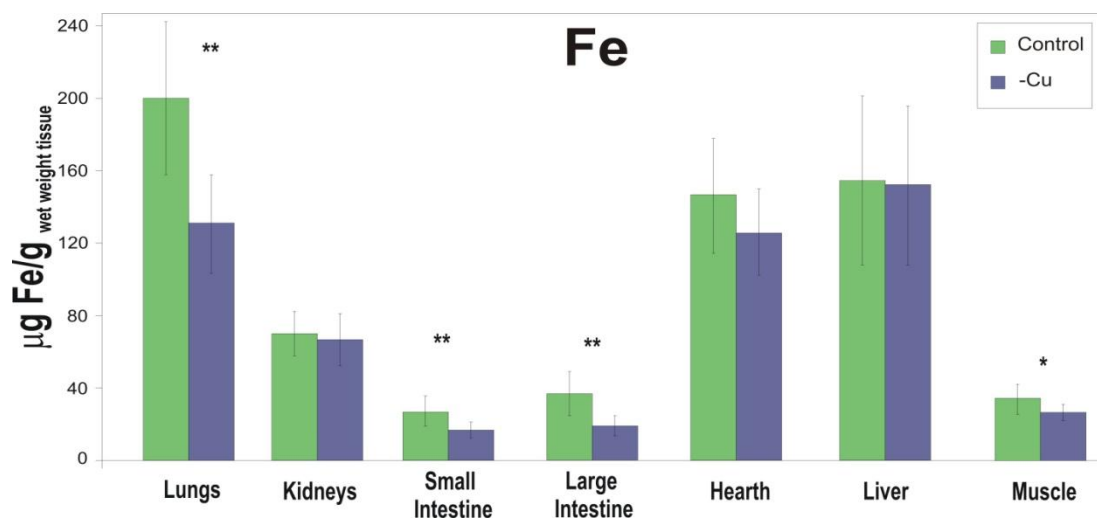 Fe
Control
-Cu
µg Fe/g wet weight tissue
240
200
160
120
80
40
0
**
**
**
*
Lungs
Kidneys
Small
Intestine
Large
Intestine
Hearth
Liver
Muscle